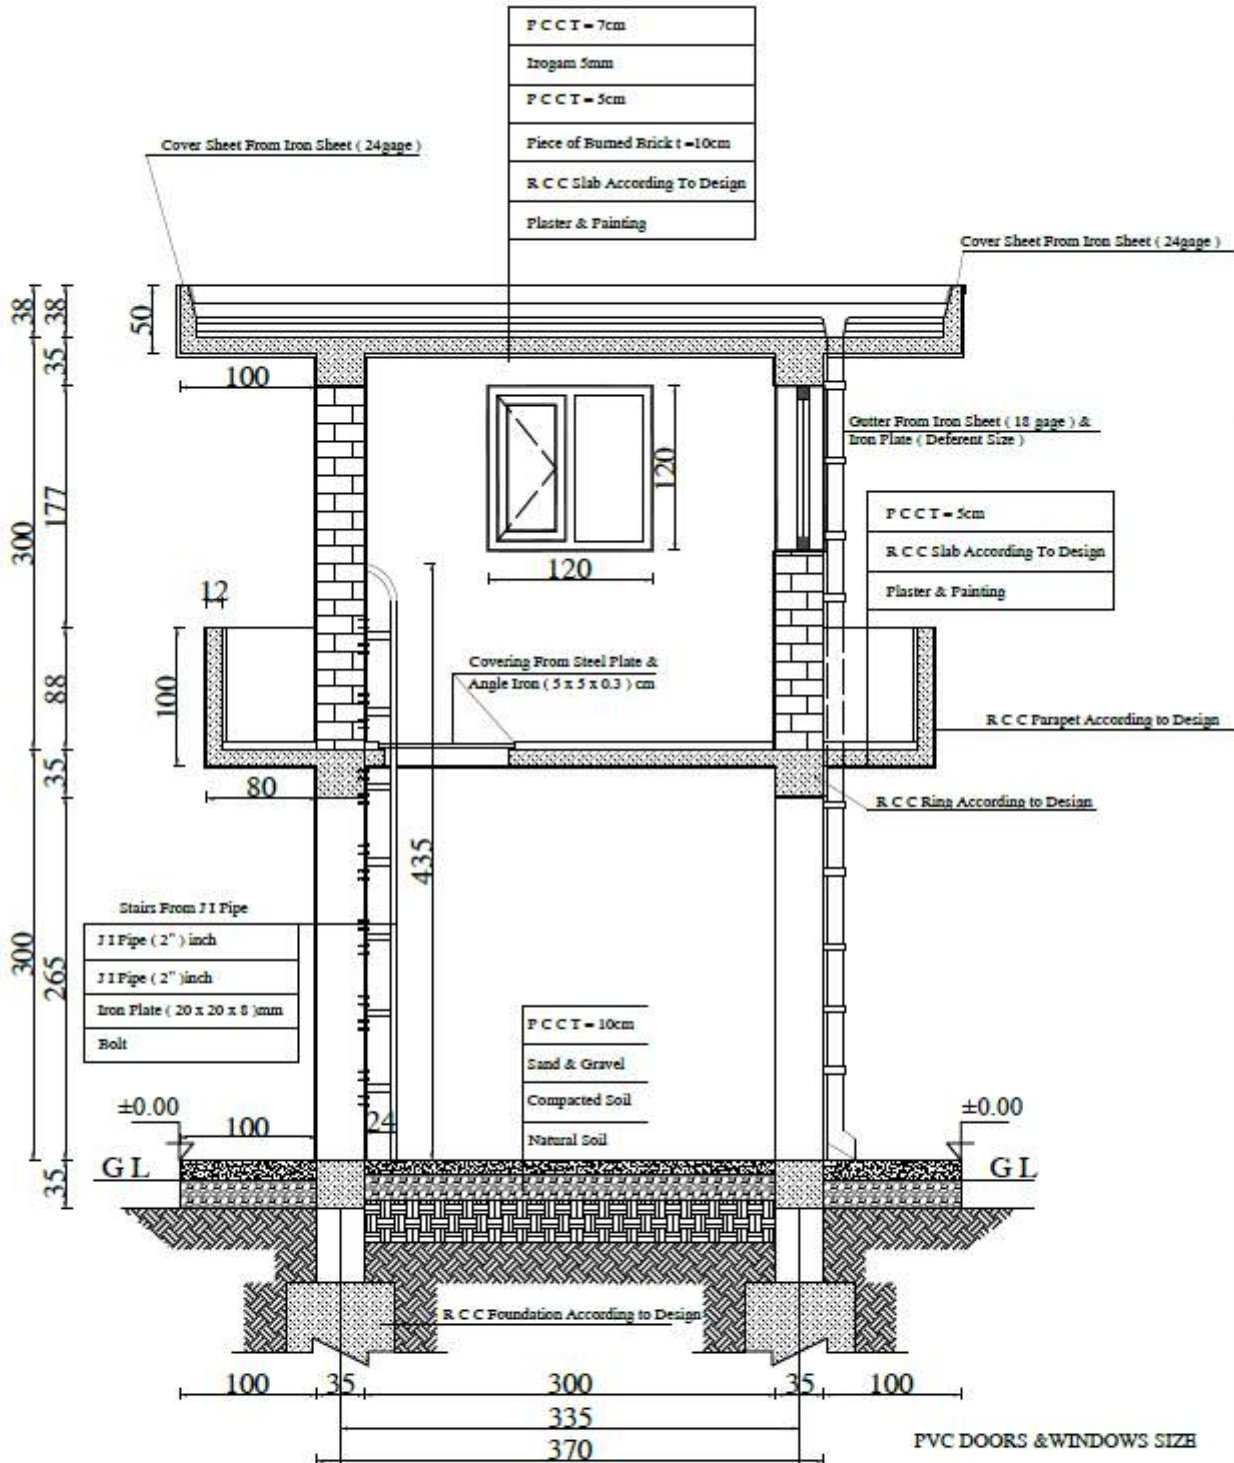 P C C T = 7cm
Izogam 5mm
P C C T = 5cm
Piece of Burned Brick t =10cm
R C C Slab According To Design
Plaster & Painting
Cover Sheet From Iron Sheet ( 24gage )
Cover Sheet From Iron Sheet ( 24gage )
38
38
50
35
100
Gutter From Iron Sheet ( 18 gage ) &
Iron Plate ( Deferent Size )
120
177
300
120
P C C T = 5cm
R C C Slab According To Design
Plaster & Painting
12
Covering From Steel Plate &
Angle Iron ( 5 x 5 x 0.3 ) cm
88
100
R C C Parapet According to Design
35
80
R C C Ring According to Design
435
Stairs From J I Pipe
J I Pipe ( 2" ) inch
J I Pipe ( 2" )inch
Iron Plate ( 20 x 20 x 8 )mm
Bolt
300
265
P C C T = 10cm
Sand & Gravel
Compacted Soil
Natural Soil
±0.00
100
24
±0.00
G L
G L
35
R C C Foundation According to Design
100
35
300
35
100
335
370
PVC DOORS &WINDOWS SIZE